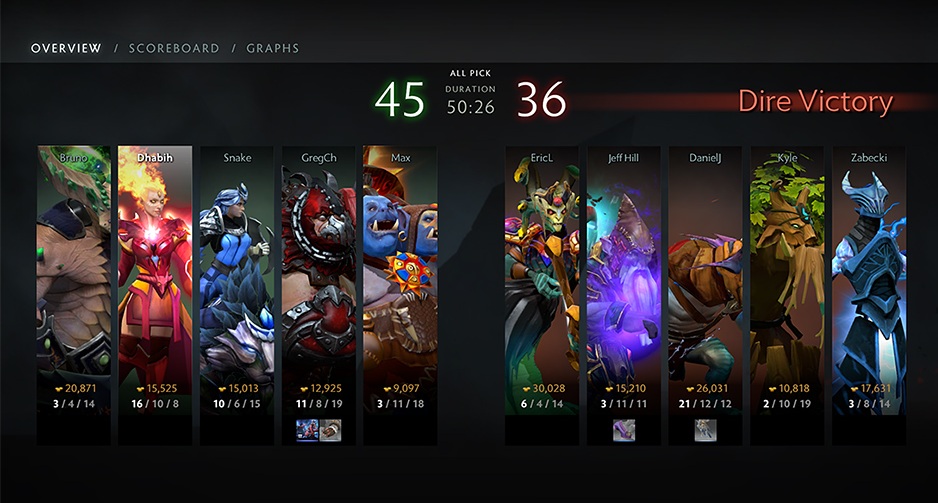 OVERVIEW / SCOREBOARD / GRAPHS
ALL PICK
45 DURATION 36 Dire Victory
50:26
Bruno Dhabih Snake GregCh Max EricL Jeff Hill DanielJ Kyle Zabecki
20,871 15,525 15,013 12,925 9,097 30,028 15,210 26,031 10,818 17,631
3 / 4 / 14 16 / 10 / 8 10 / 6 / 15 11 / 8 / 19 3 / 11 / 18 6 / 4 / 14 3 / 11 / 11 21 / 12 / 12 2 / 10 / 19 3 / 8 / 14